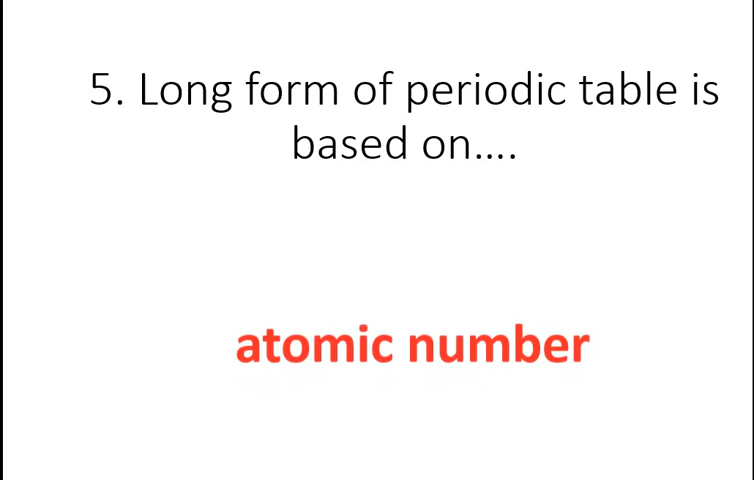 5. Long form of periodic table is
based on....
atomic number